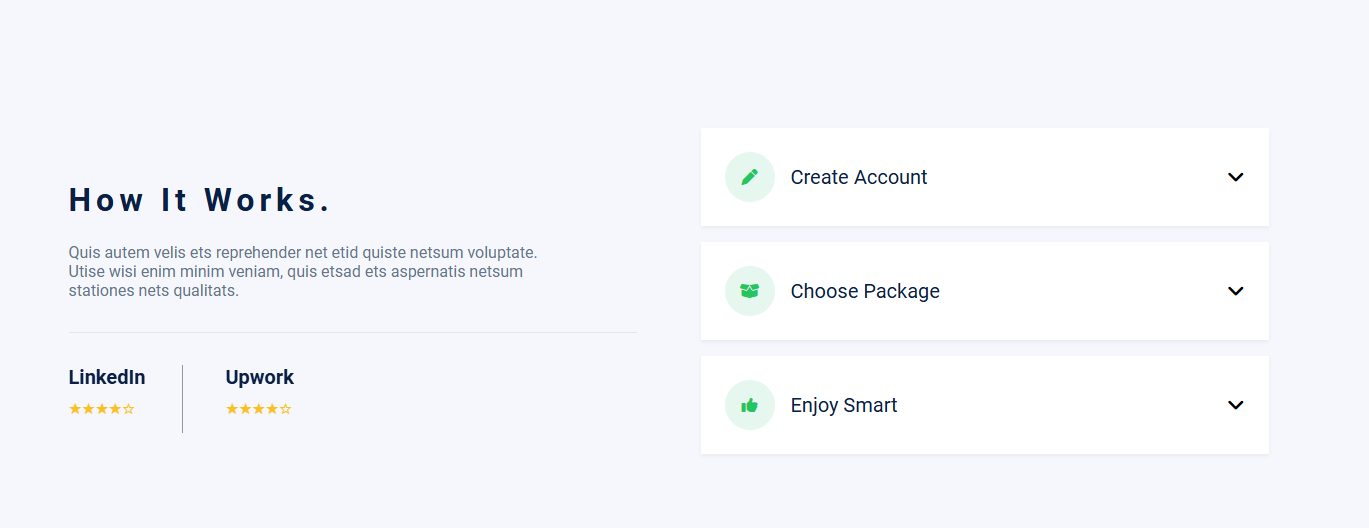 How It Works.
Quis autem velis ets reprehender net etid quiste netsum voluptate.
Utise wisi enim minim veniam, quis etsad ets aspernatis netsum
stationes nets qualitats.
LinkedIn
Upwork
Create Account
Choose Package
Enjoy Smart